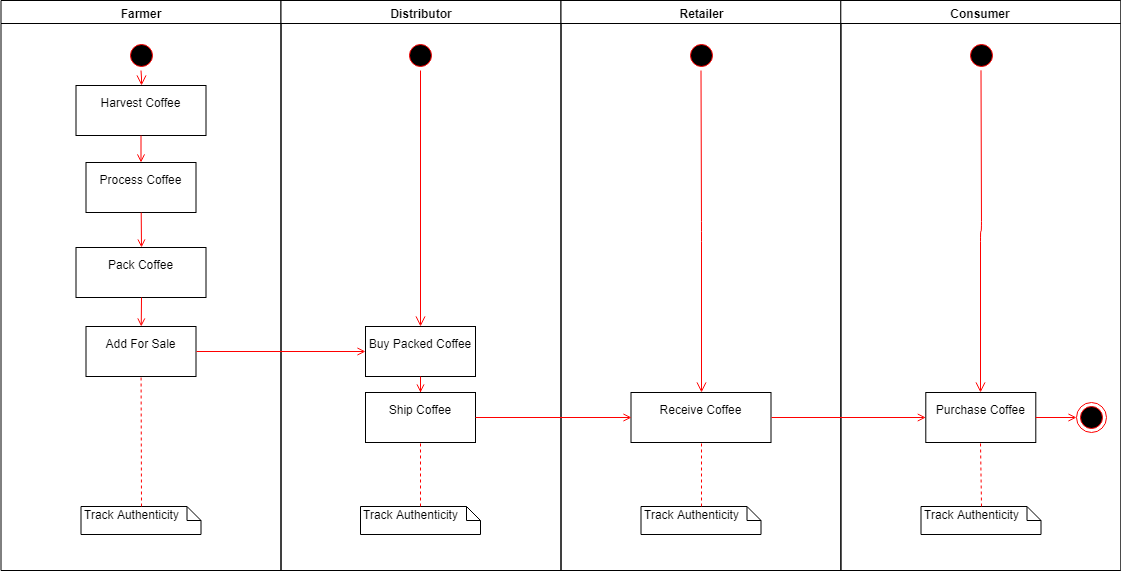 Farmer
Distributor
Retailer
Consumer
Harvest Coffee
Process Coffee
Pack Coffee
Add For Sale
Buy Packed Coffee
Ship Coffee
Receive Coffee
Purchase Coffee
Track Authenticity
Track Authenticity
Track Authenticity
Track Authenticity